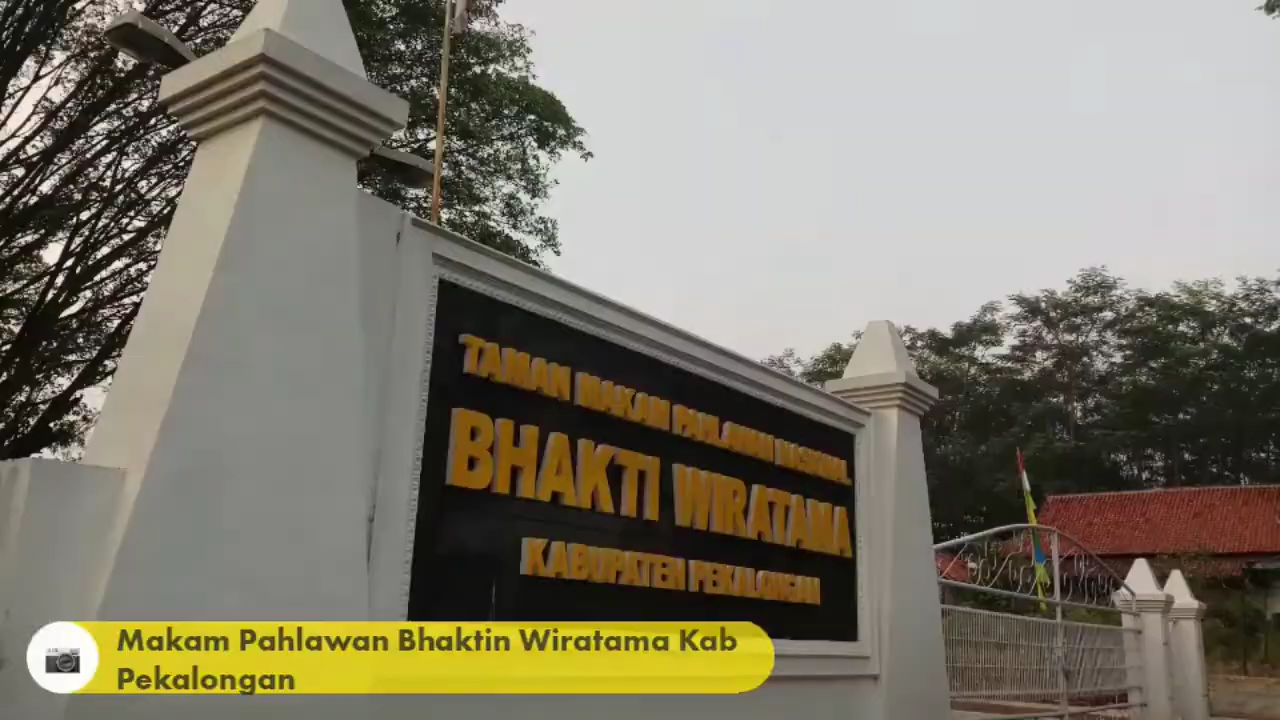 TAMAN MAKAM PAHLAWAN NASIONAL
BHAKTI WIRATAMA
KABUPATEN PEKALONGAN
Makam Pahlawan Bhaktin Wiratama Kab
Pekalongan